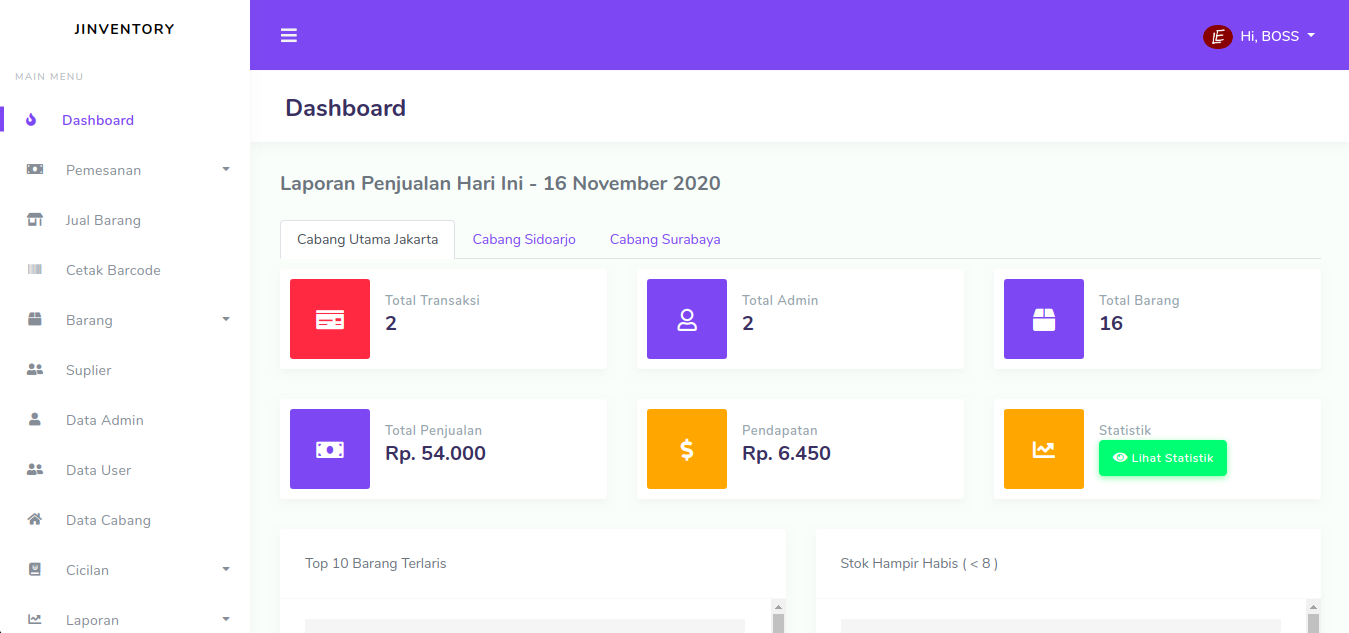 JINVENTORY
Hi, BOSS
MAIN MENU
Dashboard
Pemesanan
Jual Barang
Cetak Barcode
Barang
Suplier
Data Admin
Data User
Data Cabang
Cicilan
Laporan
Dashboard
Laporan Penjualan Hari Ini - 16 November 2020
Cabang Utama Jakarta
Cabang Sidoarjo
Cabang Surabaya
Total Transaksi
2
Total Admin
2
Total Barang
16
Total Penjualan
Rp. 54.000
Pendapatan
Rp. 6.450
Statistik
Lihat Statistik
Top 10 Barang Terlaris
Stok Hampir Habis ( < 8 )